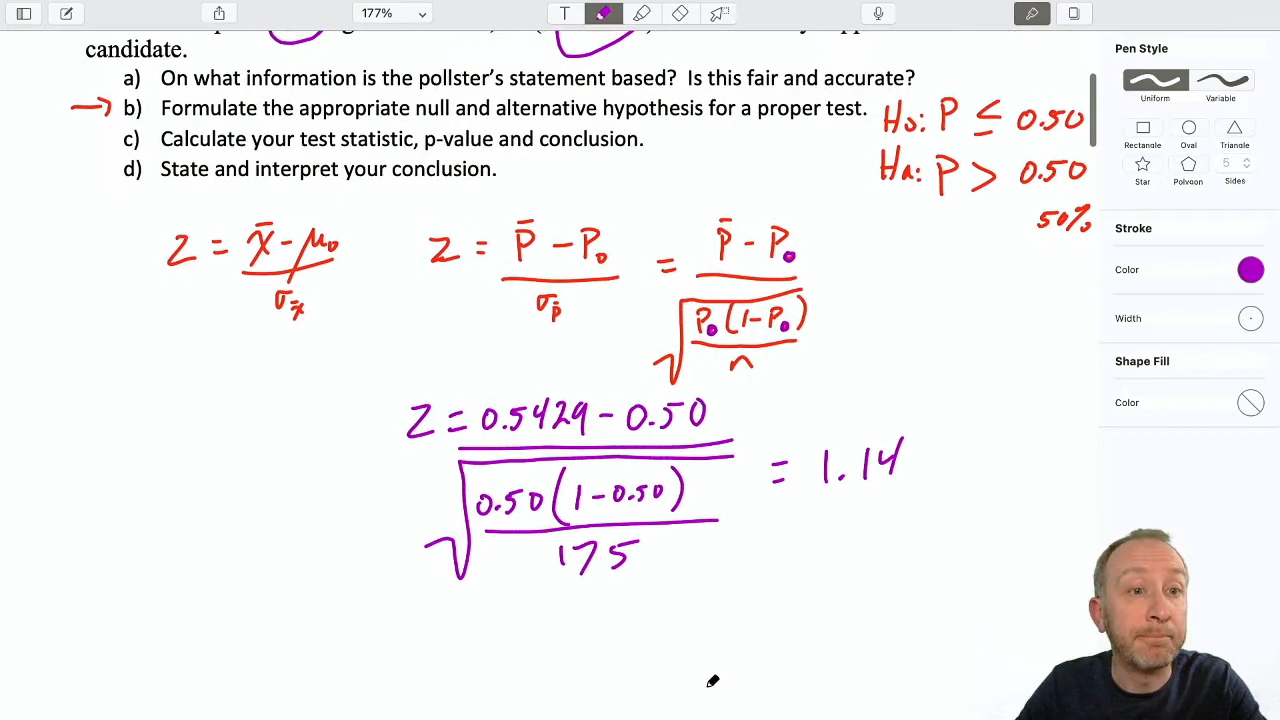 177%
T
candidate.
a) On what information is the pollster's statement based? Is this fair and accurate?
b) Formulate the appropriate null and alternative hypothesis for a proper test.
c) Calculate your test statistic, p-value and conclusion.
d) State and interpret your conclusion.
Ho: P ≤ 0.50
Ha: P > 0.50
50%
Z = x̄ - μ₀ / σx̄
Z = p̄ - P₀ / σp̄ = p̄ - P₀ / √(P₀(1-P₀) / n)
Z = 0.5429 - 0.50 / √(0.50(1-0.50) / 175) = 1.14
Pen Style
Uniform
Variable
Rectangle
Oval
Triangle
Star
Polygon
5
Sides
Stroke
Color
Width
Shape Fill
Color